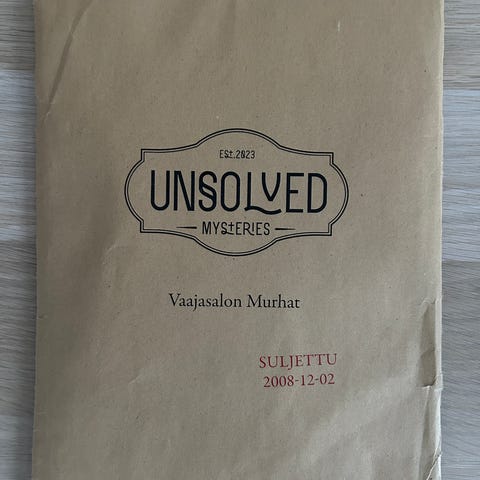 Est.2023
UNSOLVED
MYSTERIES
Vaajasalon Murhat
SULJETTU
2008-12-02